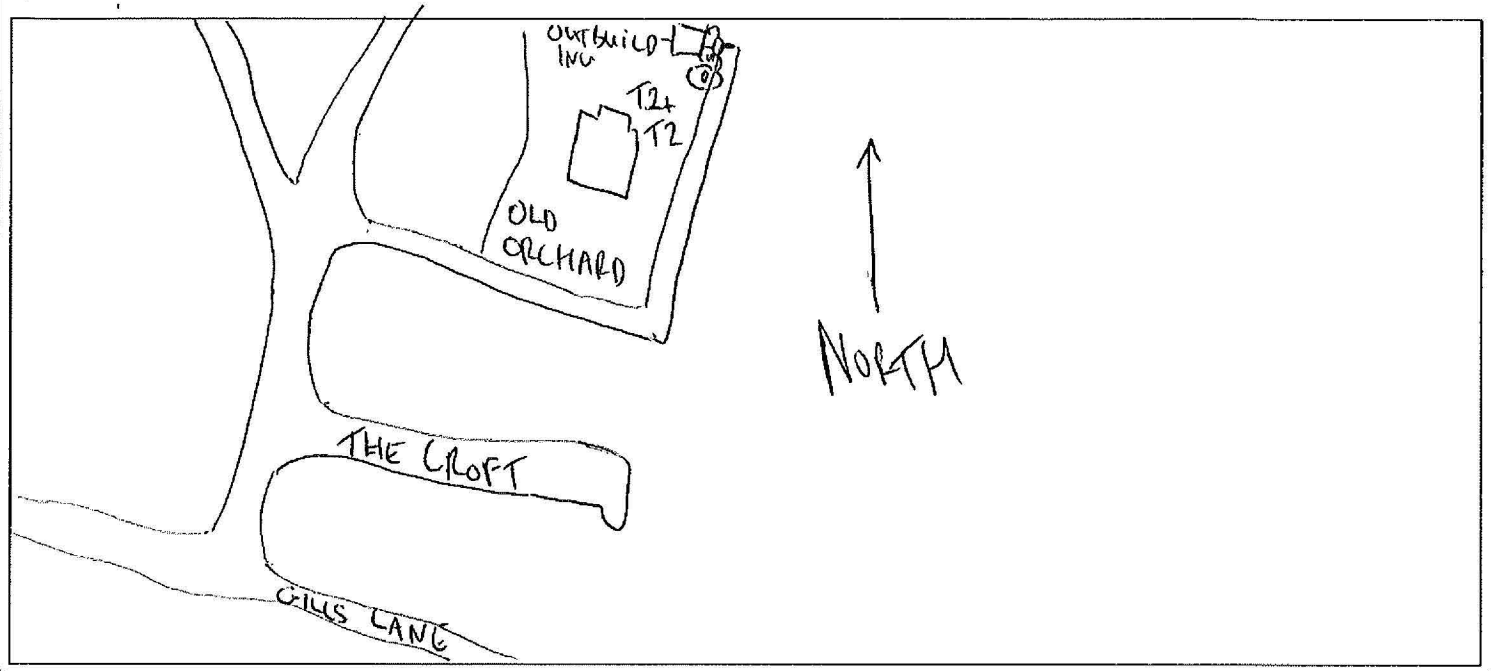 OUTBUILD-
ING
T2+
T2
OLD
ORCHARD
NORTH
THE CROFT
GILLS LANE